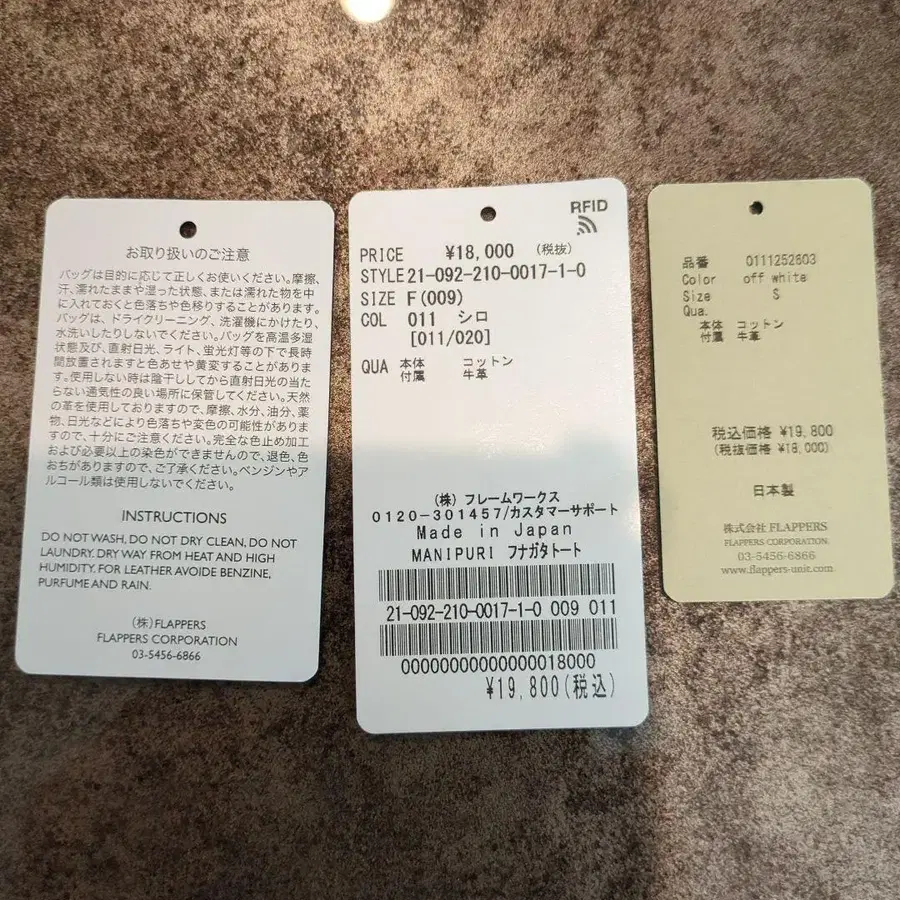 お取り扱いのご注意
バッグは目的に応じて正しくお使いください。摩擦、
汗、濡れたままや湿った状態、または濡れた物を中
に入れておくと色落ちや色移りすることがあります。
バッグは、ドライクリーニング、洗濯機にかけたり、
水洗いしたりしないでください。バッグを高温多湿
状態及び、直射日光、ライト、蛍光灯等の下で長時
間放置されますと色あせや黄変することがありま
す。使用しない時は陰干ししてから直射日光の当た
らない通気性の良い場所に保管してください。天然
の革を使用しておりますので、摩擦、水分、油分、薬
物、日光などにより色落ちや変色の可能性がありま
すので、十分にご注意ください。完全な色止め加工
および必要以上の染色ができませんので、退色、色
おちがありますので、ご了承ください。ベンジンやア
ルコール類は使用しないでください。
INSTRUCTIONS
DO NOT WASH, DO NOT DRY CLEAN, DO NOT
LAUNDRY. DRY WAY FROM HEAT AND HIGH
HUMIDITY. FOR LEATHER AVOIDE BENZINE,
PURFUME AND RAIN.
(株)FLAPPERS
FLAPPERS CORPORATION
03-5456-6866
RFID
PRICE ¥18,000 (税抜)
STYLE 21-092-210-0017-1-0
SIZE F(009)
COL 011 シロ
[011/020]
QUA 本体 コットン
付属 牛革
(株) フレームワークス
0120-301457/カスタマーサポート
Made in Japan
MANIPURI フナガタトート
21-092-210-0017-1-0 009 011
00000000000000018000
¥19,800(税込)
品番 0111252603
Color off white
Size S
Qua.
本体 コットン
付属 牛革
税込価格 ¥19,800
(税抜価格 ¥18,000)
日本製
株式会社 FLAPPERS
FLAPPERS CORPORATION.
03-5456-6866
www.flappers-unit.com